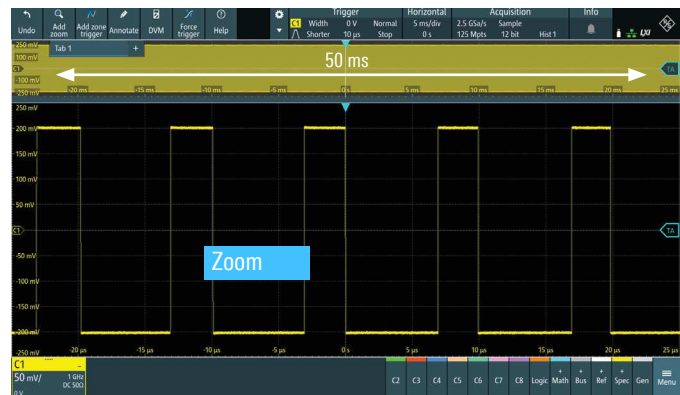 Undo
Add zoom
Add zone trigger
Annotate
DVM
Force trigger
Help
Trigger
C1 Width 0 V Normal
Shorter 10 µs Stop
Horizontal
5 ms/div
0 s
Acquisition
2.5 GSa/s Sample
125 Mpts 12 bit Hist1
Info
LXI
Tab 1 +
50 ms
250 mV
100 mV
C1
-100 mV
-250 mV
-20 ms -15 ms -10 ms -5 ms 0 s 5 ms 10 ms 15 ms 20 ms 25 ms
TA
250 mV
200 mV
150 mV
100 mV
50 mV
C1
TA
-50 mV
Zoom
-100 mV
-150 mV
-200 mV
-250 mV
-20 µs -15 µs -10 µs -5 µs 0 s 5 µs 10 µs 15 µs 20 µs 25 µs
C1
50 mV/ 1 GHz
DC 50Ω
0 V
C2 C3 C4 C5 C6 C7 C8 Logic Math Bus Ref Spec Gen Menu